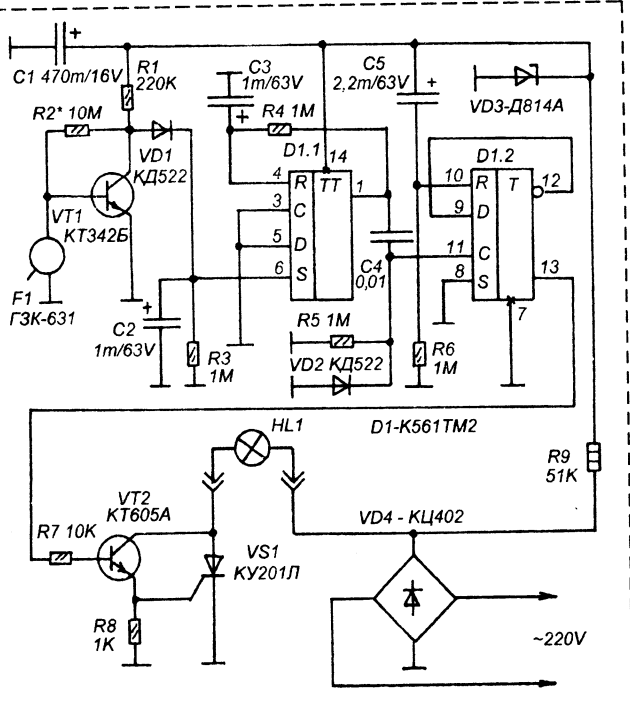 C1 470m/16V
R1
220K
C3
1m/63V
C5
2,2m/63V
VD3-Д814А
R2* 10M
R4 1M
VD1
КД522
D1.1
14
D1.2
4
R
TT
1
10
R
T
12
3
C
9
D
VT1
КТ342Б
5
D
11
C
6
S
C4
0,01
8
S
13
F1
ГЗК-631
7
C2
1m/63V
R3
1M
R5 1M
VD2 КД522
R6
1M
HL1
D1-К561ТМ2
R9
51K
VT2
КТ605А
R7 10K
VS1
КУ201Л
VD4 - КЦ402
R8
1K
~220V